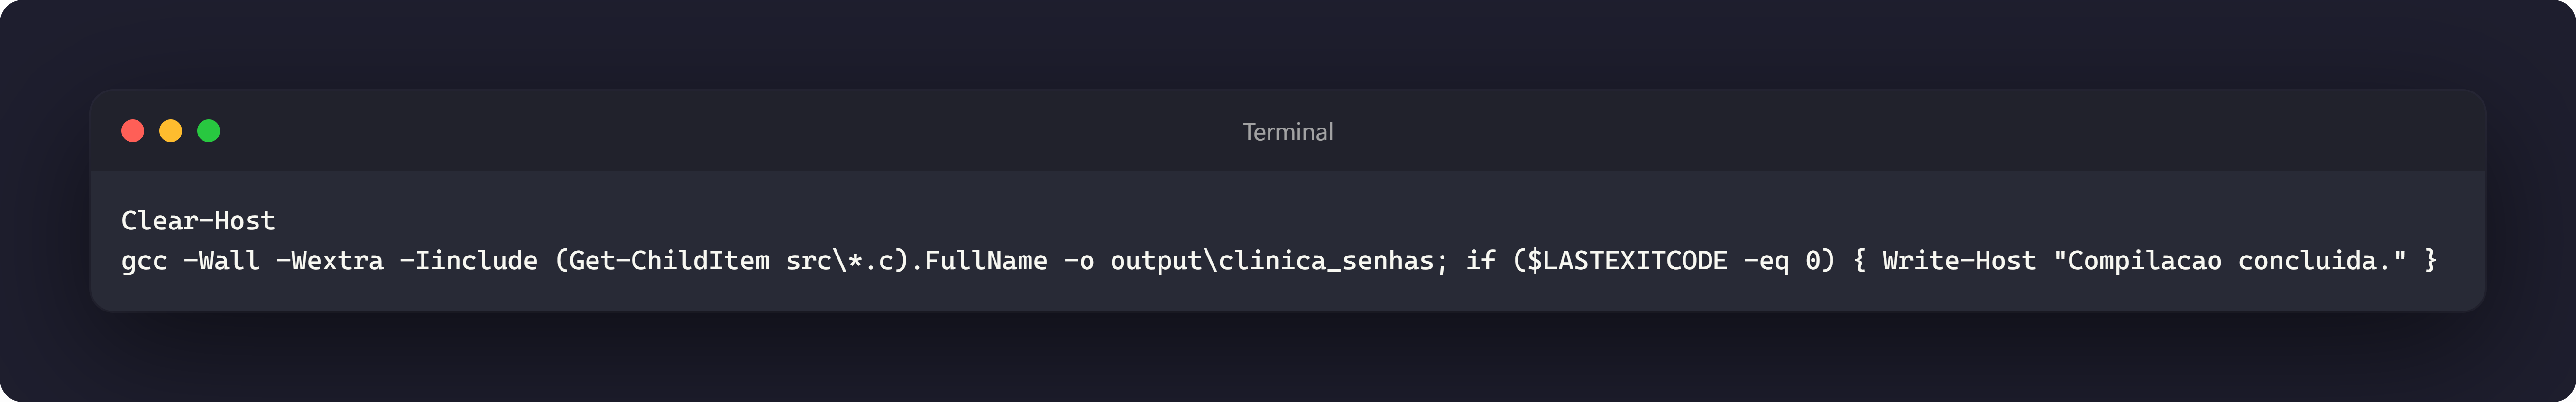 Terminal
Clear-Host
gcc -Wall -Wextra -Iinclude (Get-ChildItem src\*.c).FullName -o output\clinica_senhas; if ($LASTEXITCODE -eq 0) { Write-Host "Compilacao concluida." }